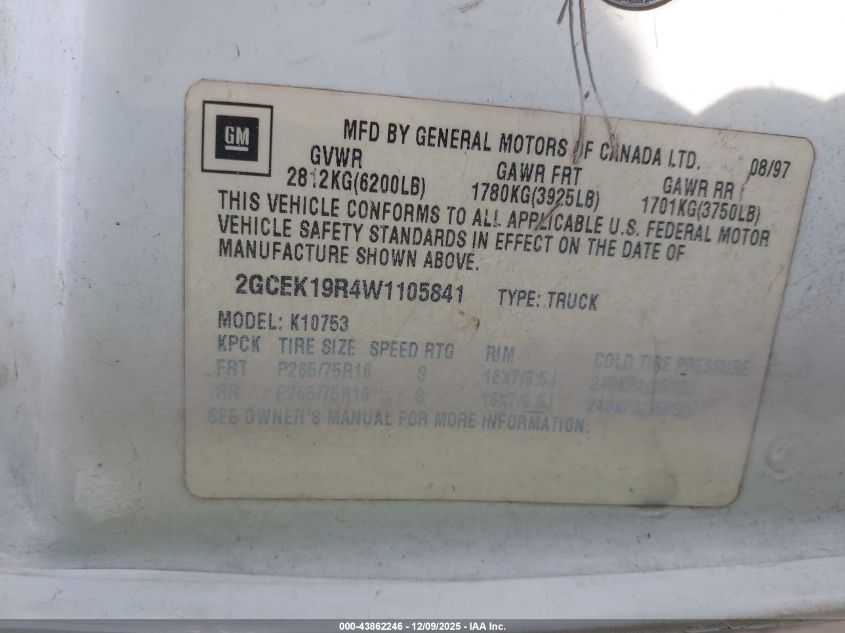 GM
MFD BY GENERAL MOTORS OF CANADA LTD. 08/97
GVWR GAWR FRT GAWR RR
2812KG(6200LB) 1780KG(3925LB) 1701KG(3750LB)
THIS VEHICLE CONFORMS TO ALL APPLICABLE U.S. FEDERAL MOTOR
VEHICLE SAFETY STANDARDS IN EFFECT ON THE DATE OF
MANUFACTURE SHOWN ABOVE.
2GCEK19R4W1105841 TYPE: TRUCK
MODEL: K10753
KPCK TIRE SIZE SPEED RTG RIM COLD TIRE PRESSURE
FRT P265/75R16 S 16X7/6.5J 240KPA(35PSI)
RR P265/75R16 S 16X7/6.5J 240KPA(35PSI)
SEE OWNER'S MANUAL FOR MORE INFORMATION.
000-43862246 - 12/09/2025 - IAA Inc.